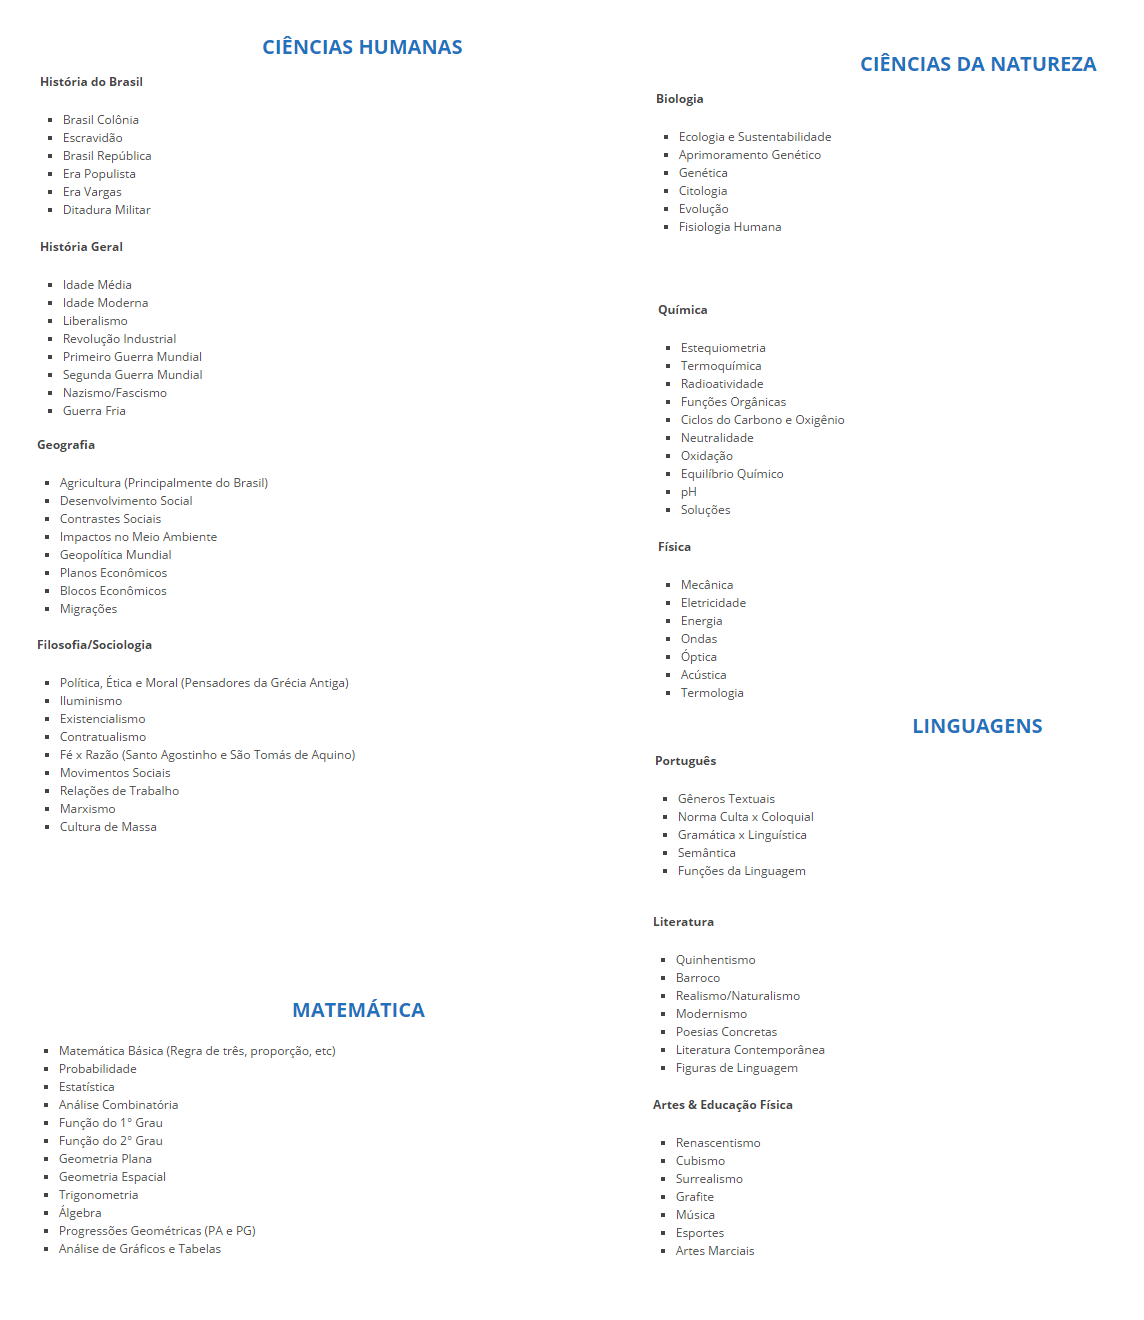 CIÊNCIAS HUMANAS
História do Brasil
Brasil Colônia
Escravidão
Brasil República
Era Populista
Era Vargas
Ditadura Militar
História Geral
Idade Média
Idade Moderna
Liberalismo
Revolução Industrial
Primeiro Guerra Mundial
Segunda Guerra Mundial
Nazismo/Fascismo
Guerra Fria
Geografia
Agricultura (Principalmente do Brasil)
Desenvolvimento Social
Contrastes Sociais
Impactos no Meio Ambiente
Geopolítica Mundial
Planos Econômicos
Blocos Econômicos
Migrações
Filosofia/Sociologia
Política, Ética e Moral (Pensadores da Grécia Antiga)
Iluminismo
Existencialismo
Contratualismo
Fé x Razão (Santo Agostinho e São Tomás de Aquino)
Movimentos Sociais
Relações de Trabalho
Marxismo
Cultura de Massa
MATEMÁTICA
Matemática Básica (Regra de três, proporção, etc)
Probabilidade
Estatística
Análise Combinatória
Função do 1º Grau
Função do 2º Grau
Geometria Plana
Geometria Espacial
Trigonometria
Álgebra
Progressões Geométricas (PA e PG)
Análise de Gráficos e Tabelas
CIÊNCIAS DA NATUREZA
Biologia
Ecologia e Sustentabilidade
Aprimoramento Genético
Genética
Citologia
Evolução
Fisiologia Humana
Química
Estequiometria
Termoquímica
Radioatividade
Funções Orgânicas
Ciclos do Carbono e Oxigênio
Neutralidade
Oxidação
Equilíbrio Químico
pH
Soluções
Física
Mecânica
Eletricidade
Energia
Ondas
Óptica
Acústica
Termologia
LINGUAGENS
Português
Gêneros Textuais
Norma Culta x Coloquial
Gramática x Linguística
Semântica
Funções da Linguagem
Literatura
Quinhentismo
Barroco
Realismo/Naturalismo
Modernismo
Poesias Concretas
Literatura Contemporânea
Figuras de Linguagem
Artes & Educação Física
Renascentismo
Cubismo
Surrealismo
Grafite
Música
Esportes
Artes Marciais